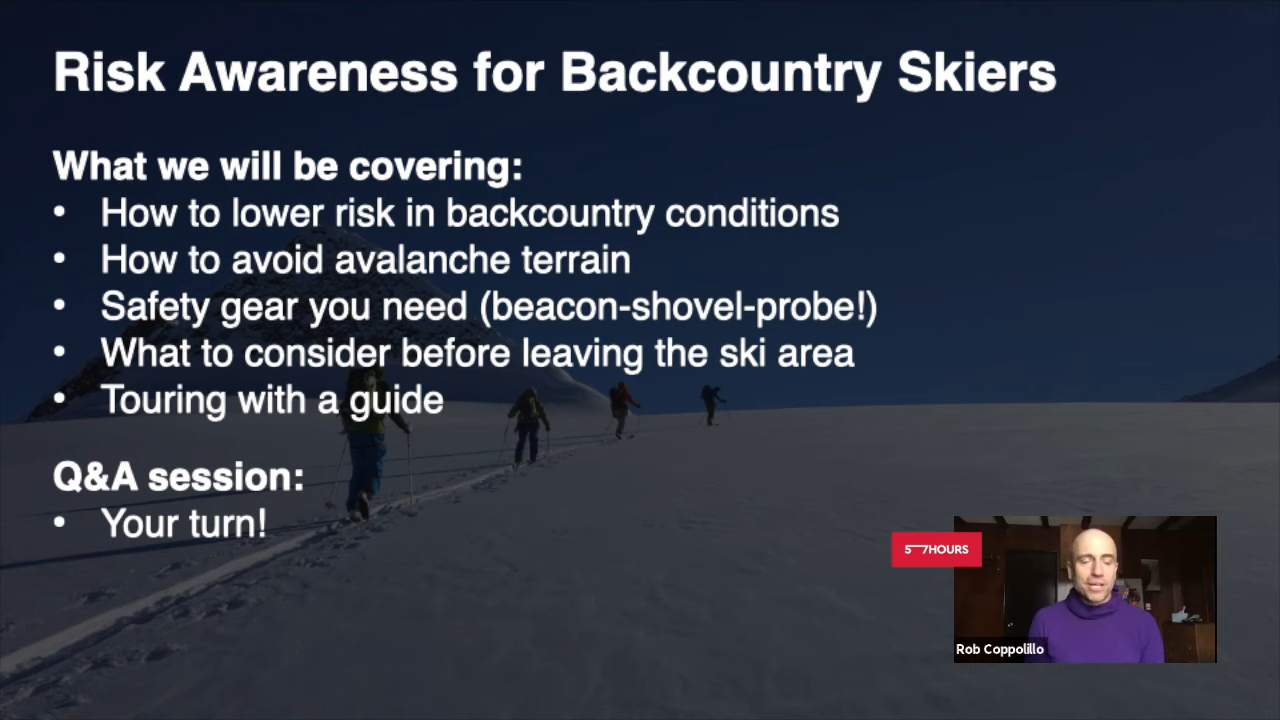 Risk Awareness for Backcountry Skiers
What we will be covering:
• How to lower risk in backcountry conditions
• How to avoid avalanche terrain
• Safety gear you need (beacon-shovel-probe!)
• What to consider before leaving the ski area
• Touring with a guide
Q&A session:
• Your turn!
57HOURS
Rob Coppolillo